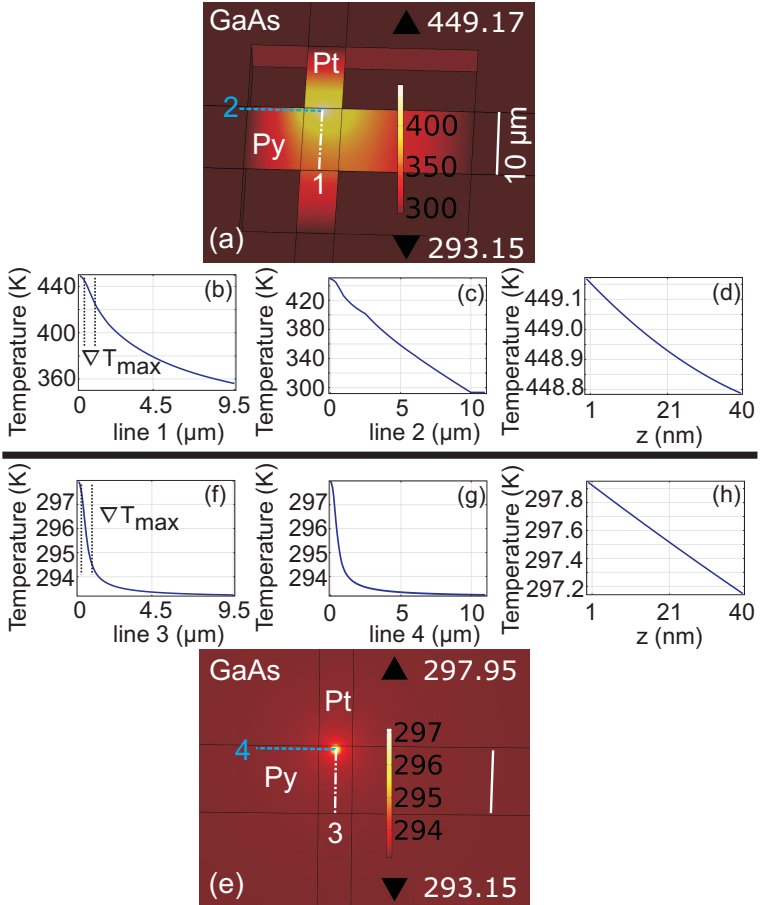 GaAs ▲ 449.17
Pt
2
400
Py
350
10 µm
1
300
(a) ▼ 293.15
Temperature (K)
440
400
360
(b)
▽Tmax
0 4.5 9.5
line 1 (µm)
Temperature (K)
420
380
340
300
(c)
0 5 10
line 2 (µm)
Temperature (K)
449.1
449.0
448.9
448.8
(d)
1 21 40
z (nm)
Temperature (K)
297
296
295
294
(f)
▽Tmax
0 4.5 9.5
line 3 (µm)
Temperature (K)
297
296
295
294
(g)
0 5 10
line 4 (µm)
Temperature (K)
297.8
297.6
297.4
297.2
(h)
1 21 40
z (nm)
GaAs ▲ 297.95
Pt
297
4
296
Py
295
3
294
(e) ▼ 293.15